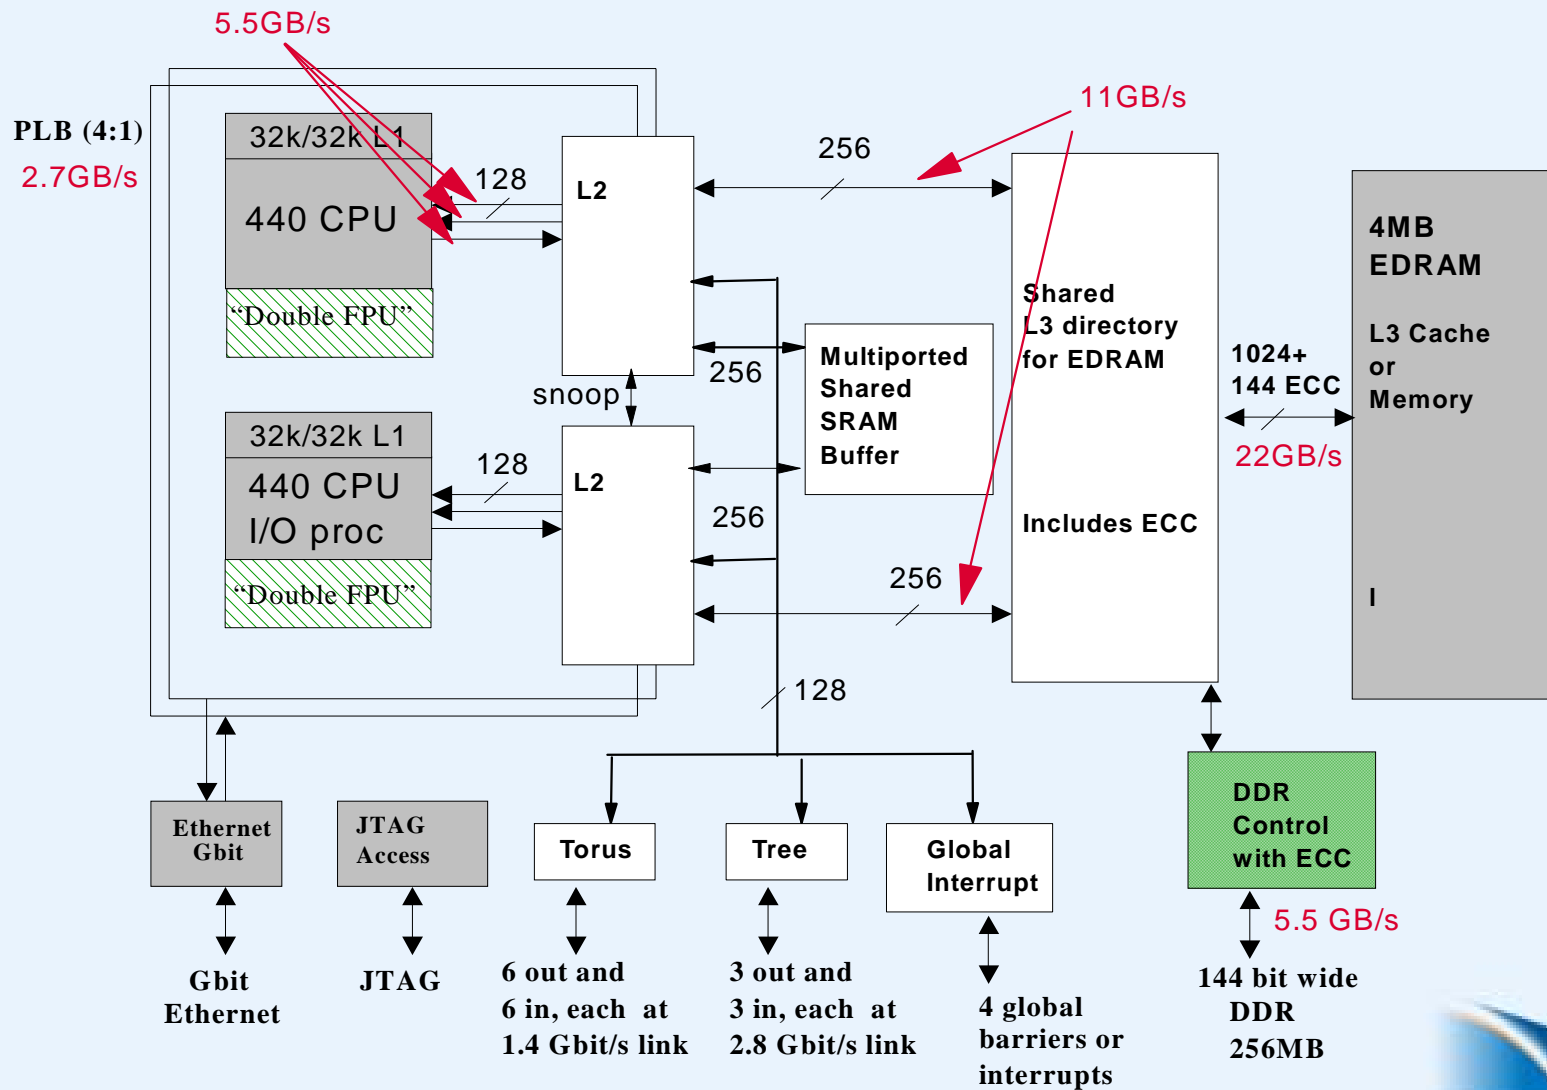 5.5GB/s
11GB/s
PLB (4:1)
2.7GB/s
32k/32k L1
440 CPU
“Double FPU”
128
L2
256
256
snoop
32k/32k L1
440 CPU
I/O proc
“Double FPU”
128
L2
256
256
Multiported
Shared
SRAM
Buffer
Shared
L3 directory
for EDRAM
Includes ECC
1024+
144 ECC
22GB/s
4MB
EDRAM
L3 Cache
or
Memory
l
128
Ethernet
Gbit
JTAG
Access
Torus
Tree
Global
Interrupt
DDR
Control
with ECC
5.5 GB/s
Gbit
Ethernet
JTAG
6 out and
6 in, each at
1.4 Gbit/s link
3 out and
3 in, each at
2.8 Gbit/s link
4 global
barriers or
interrupts
144 bit wide
DDR
256MB